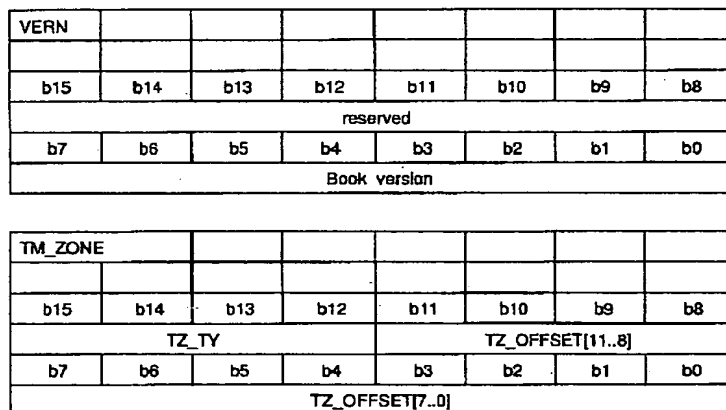 VERN
b15 b14 b13 b12 b11 b10 b9 b8
reserved
b7 b6 b5 b4 b3 b2 b1 b0
Book version
TM_ZONE
b15 b14 b13 b12 b11 b10 b9 b8
TZ_TY TZ_OFFSET[11..8]
b7 b6 b5 b4 b3 b2 b1 b0
TZ_OFFSET[7..0]